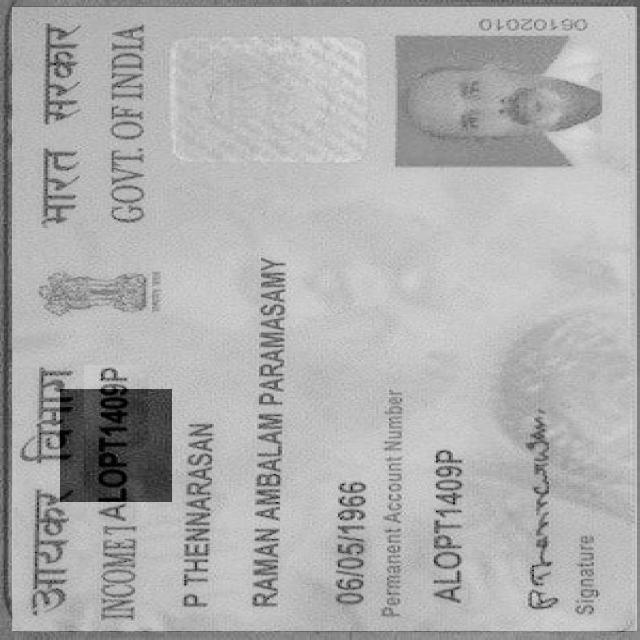 आयकर विभाग भारत सरकार
INCOME T ALOPT1409P GOVT. OF INDIA
P THENNARASAN
RAMAN AMBALAM PARAMASAMY
06/05/1966
Permanent Account Number
ALOPT1409P
Signature
06102010